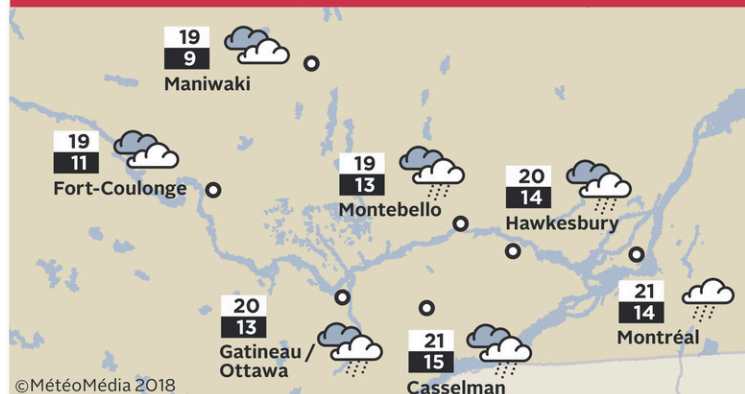 19
9
Maniwaki
19
11
Fort-Coulonge
19
13
Montebello
20
14
Hawkesbury
20
13
Gatineau /
Ottawa
21
15
Casselman
21
14
Montréal
©MétéoMédia 2018